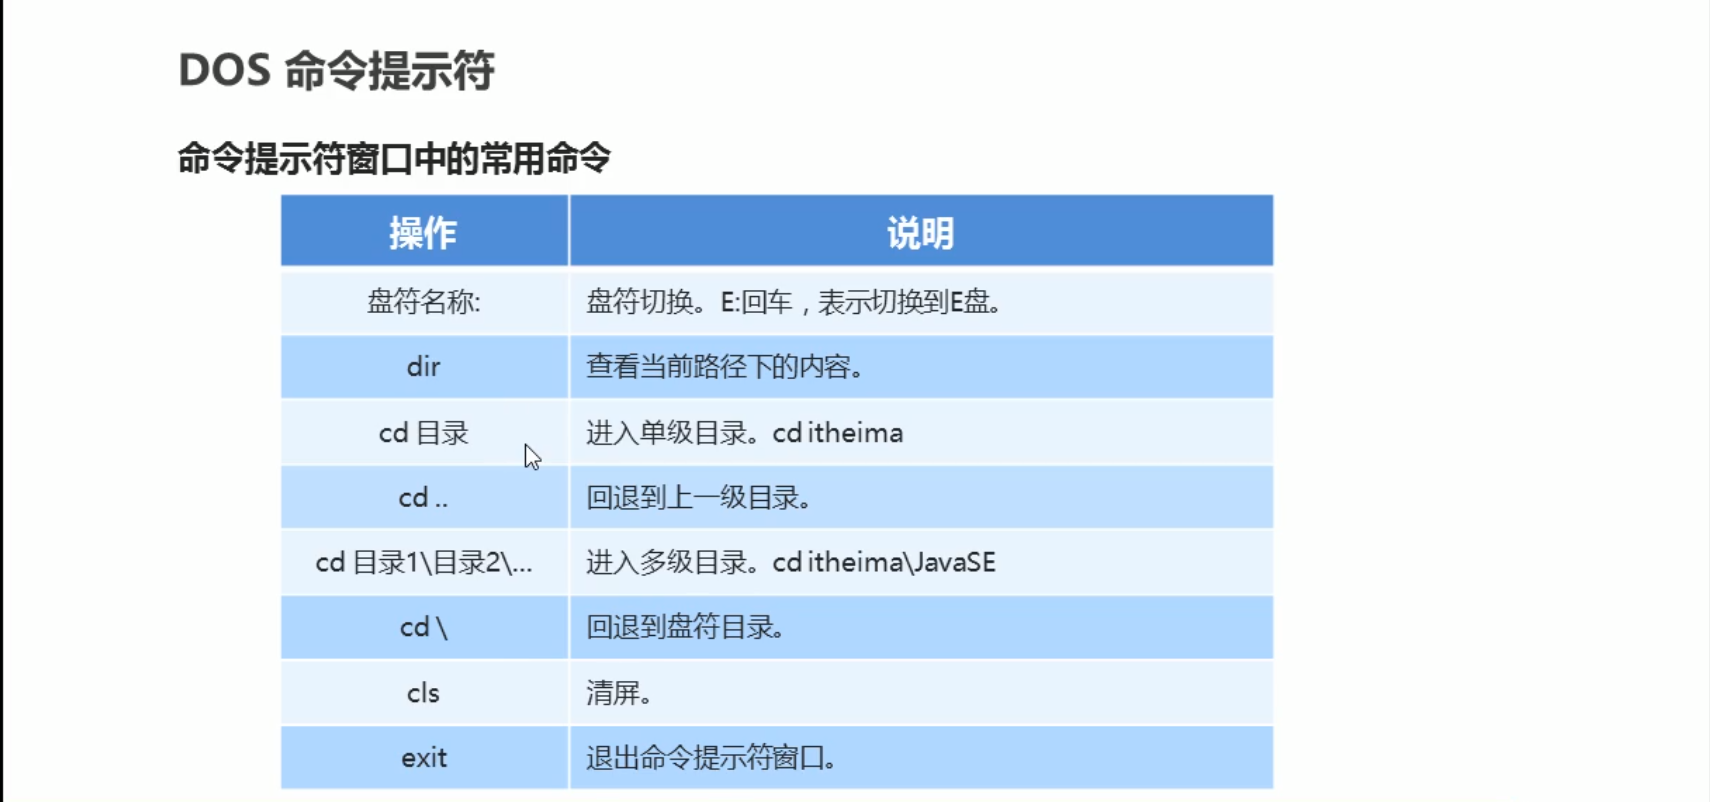 DOS 命令提示符
命令提示符窗口中的常用命令
操作 说明
盘符名称: 盘符切换。E:回车，表示切换到E盘。
dir 查看当前路径下的内容。
cd 目录 进入单级目录。cd itheima
cd .. 回退到上一级目录。
cd 目录1\目录2\... 进入多级目录。cd itheima\JavaSE
cd \ 回退到盘符目录。
cls 清屏。
exit 退出命令提示符窗口。